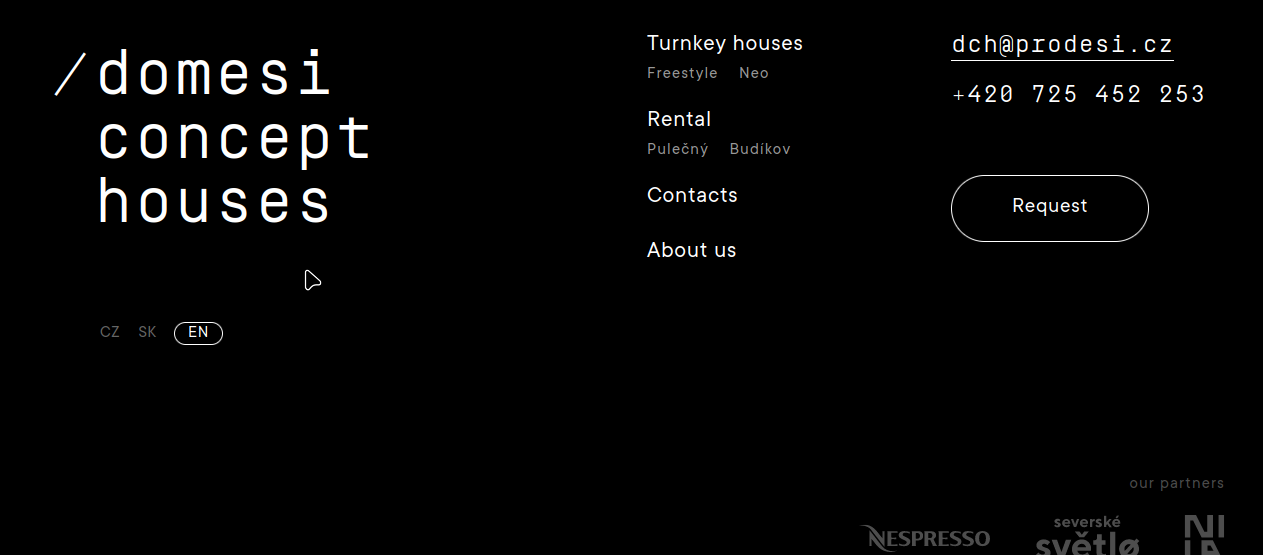 /domesi
concept
houses
CZ SK EN
Turnkey houses
Freestyle Neo
Rental
Pulečný Budíkov
Contacts
About us
dch@prodesi.cz
+420 725 452 253
Request
our partners
NESPRESSO
severské
světlø